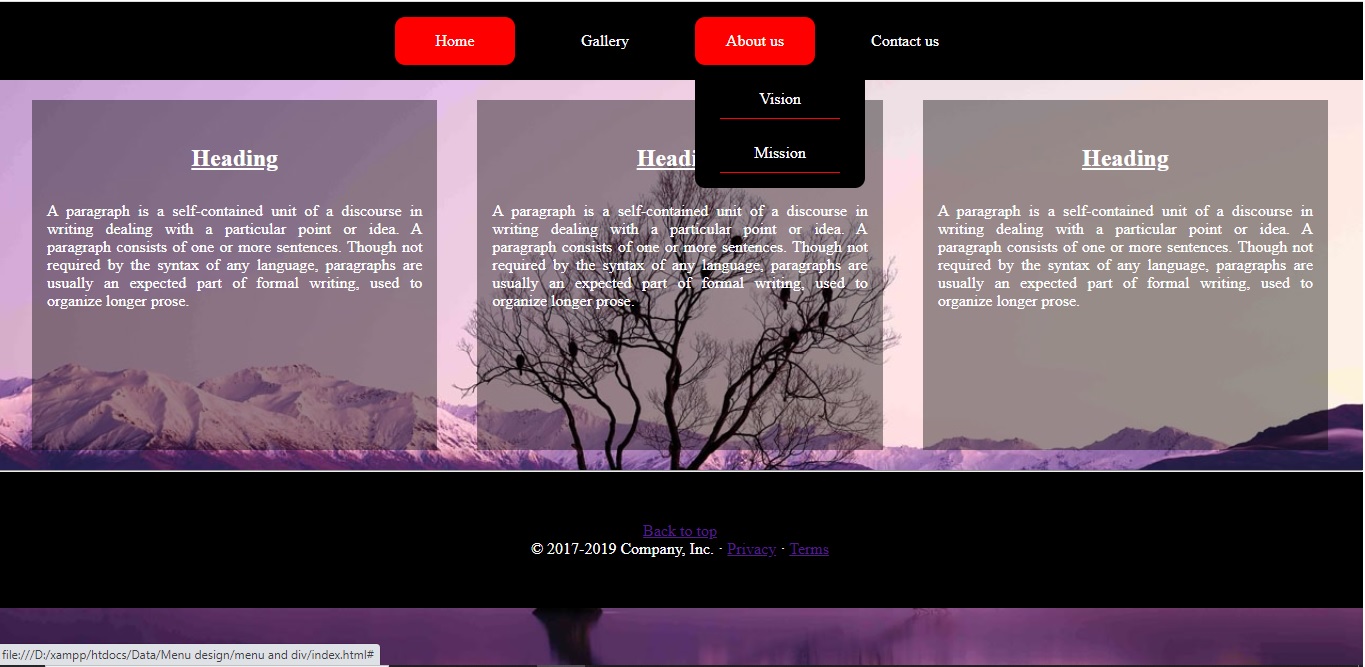 Home Gallery About us Contact us
Vision
Mission
Heading
A paragraph is a self-contained unit of a discourse in
writing dealing with a particular point or idea. A
paragraph consists of one or more sentences. Though not
required by the syntax of any language, paragraphs are
usually an expected part of formal writing, used to
organize longer prose.
Headi
A paragraph is a self-contained unit of a discourse in
writing dealing with a particular point or idea. A
paragraph consists of one or more sentences. Though not
required by the syntax of any language, paragraphs are
usually an expected part of formal writing, used to
organize longer prose.
Heading
A paragraph is a self-contained unit of a discourse in
writing dealing with a particular point or idea. A
paragraph consists of one or more sentences. Though not
required by the syntax of any language, paragraphs are
usually an expected part of formal writing, used to
organize longer prose.
Back to top
© 2017-2019 Company, Inc. · Privacy · Terms
file:///D:/xampp/htdocs/Data/Menu design/menu and div/index.html#